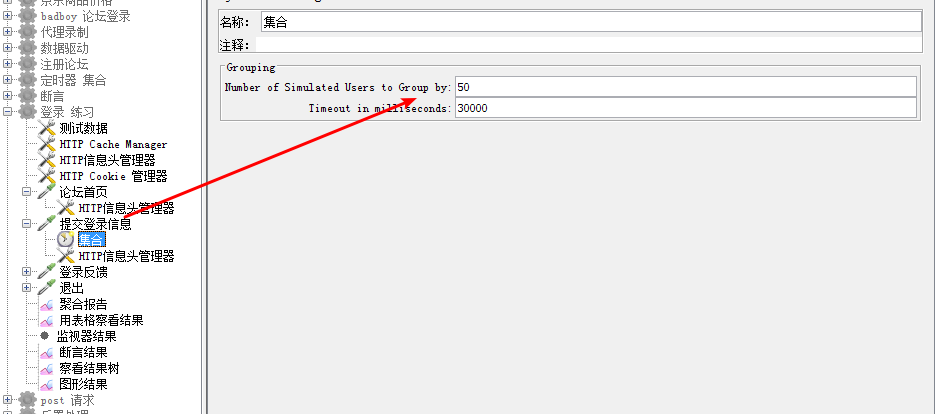 badboy 论坛登录
代理录制
数据驱动
注册论坛
定时器 集合
断言
登录 练习
测试数据
HTTP Cache Manager
HTTP信息头管理器
HTTP Cookie 管理器
论坛首页
HTTP信息头管理器
提交登录信息
集合
HTTP信息头管理器
登录反馈
退出
聚合报告
用表格察看结果
监视器结果
断言结果
察看结果树
图形结果
post 请求
名称: 集合
注释:
Grouping
Number of Simulated Users to Group by: 50
Timeout in milliseconds: 30000